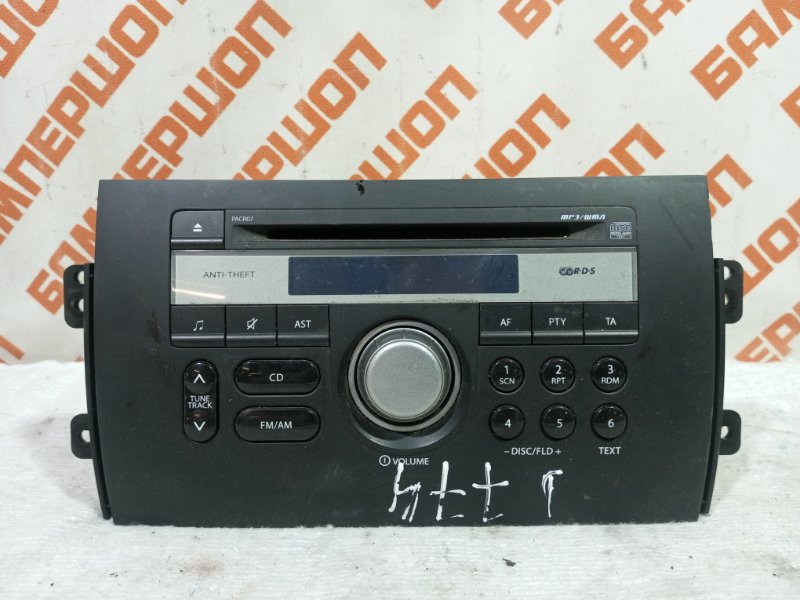 БАМПЕРШОП
PACR07
MP3/WMA
ANTI-THEFT
R·D·S
AST
AF
PTY
TA
TUNE
TRACK
CD
FM/AM
VOLUME
1
SCN
2
RPT
3
RDM
4
5
6
– DISC/FLD +
TEXT